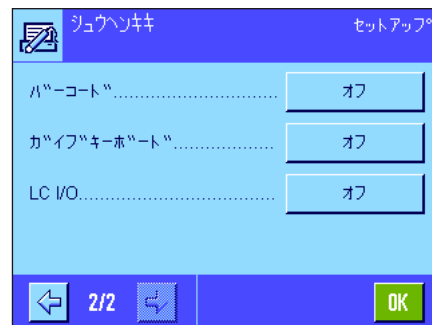 シュウヘンキキ セットアップ
バーコード.............................. オフ
ガイブキーボード.................. オフ
LC I/O................................... オフ
2/2 OK